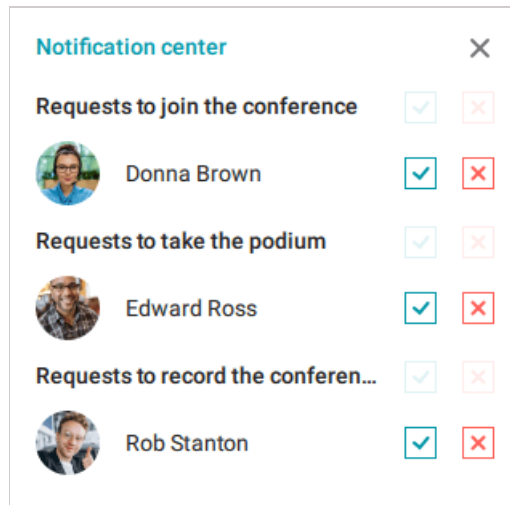 Notification center
Requests to join the conference
Donna Brown
Requests to take the podium
Edward Ross
Requests to record the conferen...
Rob Stanton